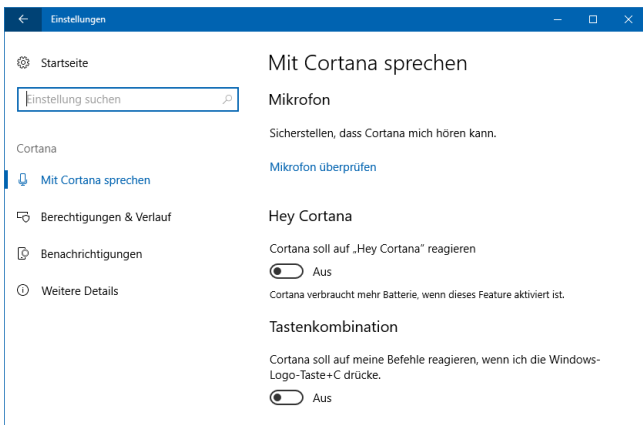 Einstellungen
Startseite
Einstellung suchen
Cortana
Mit Cortana sprechen
Berechtigungen & Verlauf
Benachrichtigungen
Weitere Details
Mit Cortana sprechen
Mikrofon
Sicherstellen, dass Cortana mich hören kann.
Mikrofon überprüfen
Hey Cortana
Cortana soll auf „Hey Cortana“ reagieren
Aus
Cortana verbraucht mehr Batterie, wenn dieses Feature aktiviert ist.
Tastenkombination
Cortana soll auf meine Befehle reagieren, wenn ich die Windows-
Logo-Taste+C drücke.
Aus